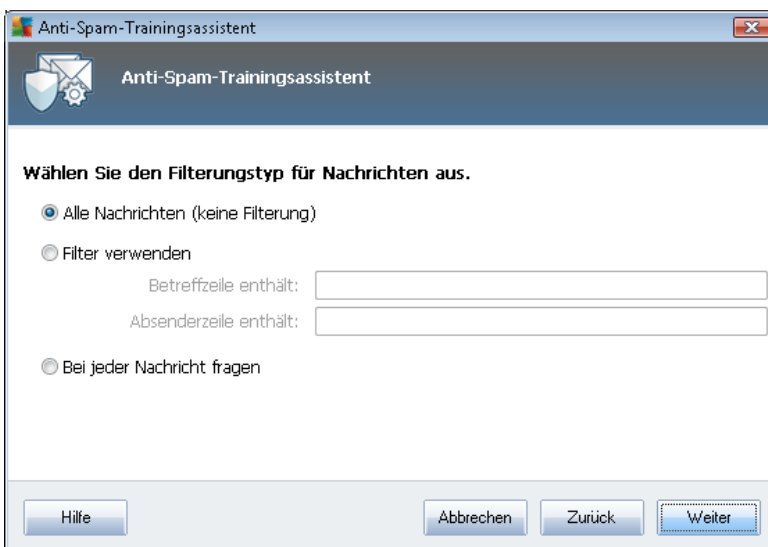 Anti-Spam-Trainingsassistent
Anti-Spam-Trainingsassistent
Wählen Sie den Filterungstyp für Nachrichten aus.
Alle Nachrichten (keine Filterung)
Filter verwenden
Betreffzeile enthält:
Absenderzeile enthält:
Bei jeder Nachricht fragen
Hilfe
Abbrechen
Zurück
Weiter